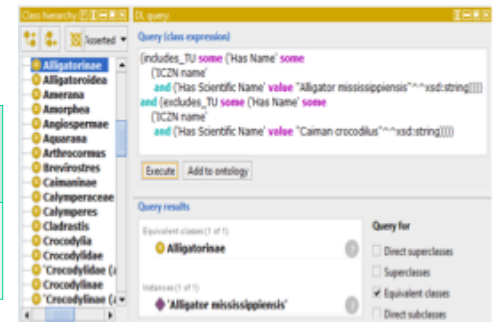 Class hierarchy
DL query:
Asserted
Query (class expression)
(includes_TU some ('Has Name' some
('ICZN name'
and ('Has Scientific Name' value "Alligator mississippiensis"^^xsd:string))))
and (excludes_TU some ('Has Name' some
('ICZN name'
and ('Has Scientific Name' value "Caiman crocodilus"^^xsd:string))))
Execute
Add to ontology
Alligatorinae
Alligatoroidea
Amerana
Amorphea
Angiospermae
Aquarana
Arthrocormus
Brevirostres
Caimaninae
Calymperaceae
Calymperes
Cladrastis
Crocodylia
Crocodylidae
'Crocodylidae (
Crocodylinae
'Crocodylinae (
Query results
Equivalent classes (1 of 1)
Alligatorinae
Instances (1 of 1)
'Alligator mississippiensis'
Query for
Direct superclasses
Superclasses
Equivalent classes
Direct subclasses